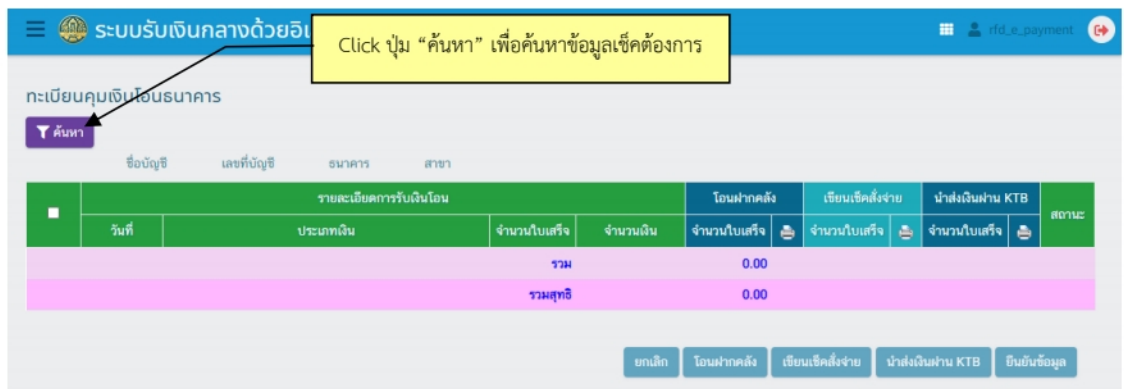 ระบบรับเงินกลางด้วยอิเ
Click ปุ่ม “ค้นหา” เพื่อค้นหาข้อมูลเช็คต้องการ
rfd_e_payment
ทะเบียนคุมเงินโอนธนาคาร
ค้นหา
ชื่อบัญชี เลขที่บัญชี ธนาคาร สาขา
รายละเอียดการรับเงินโอน โอนฝากคลัง เขียนเช็คสั่งจ่าย นำส่งเงินผ่าน KTB สถานะ
วันที่ ประเภทเงิน จำนวนใบเสร็จ จำนวนเงิน จำนวนใบเสร็จ จำนวนใบเสร็จ จำนวนใบเสร็จ
รวม 0.00
รวมสุทธิ 0.00
ยกเลิก โอนฝากคลัง เขียนเช็คสั่งจ่าย นำส่งเงินผ่าน KTB ยืนยันข้อมูล